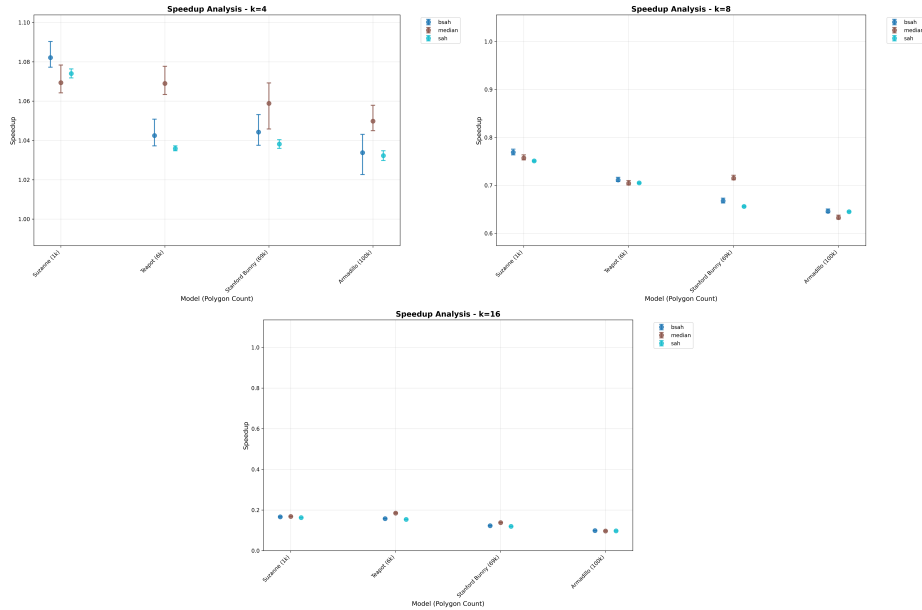 Speedup Analysis - k=4
bsah
median
sah
1.10
1.08
1.06
1.04
1.02
1.00
Speedup
Suzanne (1k)
Teapot (6k)
Stanford Bunny (69k)
Armadillo (100k)
Model (Polygon Count)
Speedup Analysis - k=8
bsah
median
sah
1.0
0.9
0.8
0.7
0.6
Speedup
Suzanne (1k)
Teapot (6k)
Stanford Bunny (69k)
Armadillo (100k)
Model (Polygon Count)
Speedup Analysis - k=16
bsah
median
sah
1.0
0.8
0.6
0.4
0.2
0.0
Speedup
Suzanne (1k)
Teapot (6k)
Stanford Bunny (69k)
Armadillo (100k)
Model (Polygon Count)